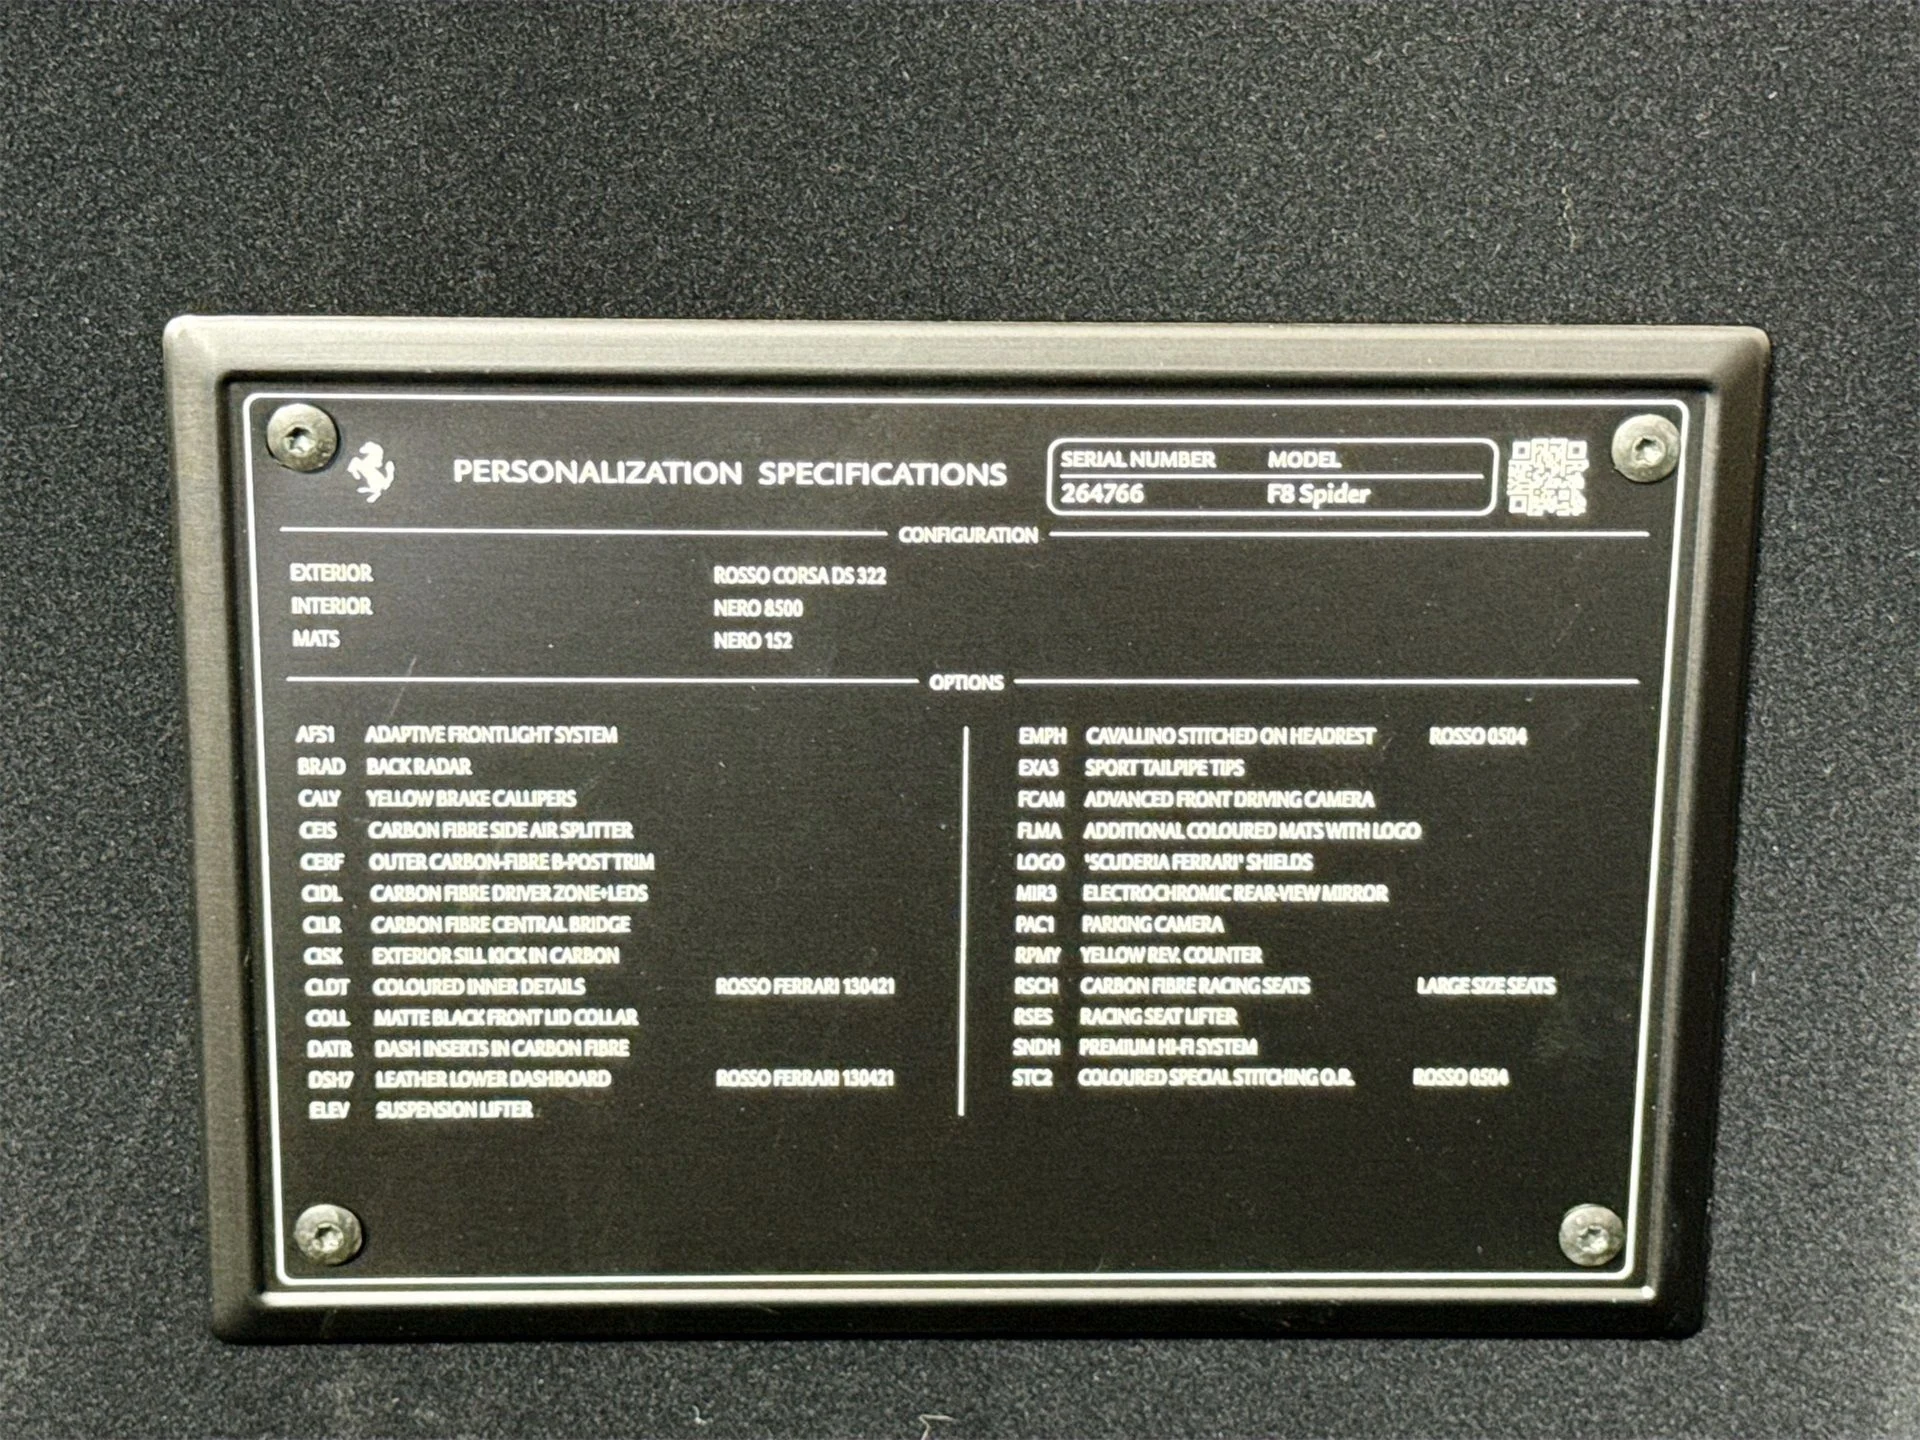 PERSONALIZATION SPECIFICATIONS
SERIAL NUMBER MODEL
264766 F8 Spider
CONFIGURATION
EXTERIOR ROSSO CORSA DS 322
INTERIOR NERO 8500
MATS NERO 152
OPTIONS
AFS1 ADAPTIVE FRONTLIGHT SYSTEM
BRAD BACK RADAR
CALY YELLOW BRAKE CALLIPERS
CEIS CARBON FIBRE SIDE AIR SPLITTER
CERF OUTER CARBON-FIBRE B-POST TRIM
CIDL CARBON FIBRE DRIVER ZONE+LEDS
CILR CARBON FIBRE CENTRAL BRIDGE
CISK EXTERIOR SILL KICK IN CARBON
CLDT COLOURED INNER DETAILS ROSSO FERRARI 130421
COLL MATTE BLACK FRONT LID COLLAR
DATR DASH INSERTS IN CARBON FIBRE
DSH7 LEATHER LOWER DASHBOARD ROSSO FERRARI 130421
ELEV SUSPENSION LIFTER
EMPH CAVALLINO STITCHED ON HEADREST ROSSO 0504
EXA3 SPORT TAILPIPE TIPS
FCAM ADVANCED FRONT DRIVING CAMERA
FLMA ADDITIONAL COLOURED MATS WITH LOGO
LOGO 'SCUDERIA FERRARI' SHIELDS
MIR3 ELECTROCHROMIC REAR-VIEW MIRROR
PAC1 PARKING CAMERA
RPMY YELLOW REV. COUNTER
RSCH CARBON FIBRE RACING SEATS LARGE SIZE SEATS
RSES RACING SEAT LIFTER
SNDH PREMIUM HI-FI SYSTEM
STC2 COLOURED SPECIAL STITCHING O.R. ROSSO 0504